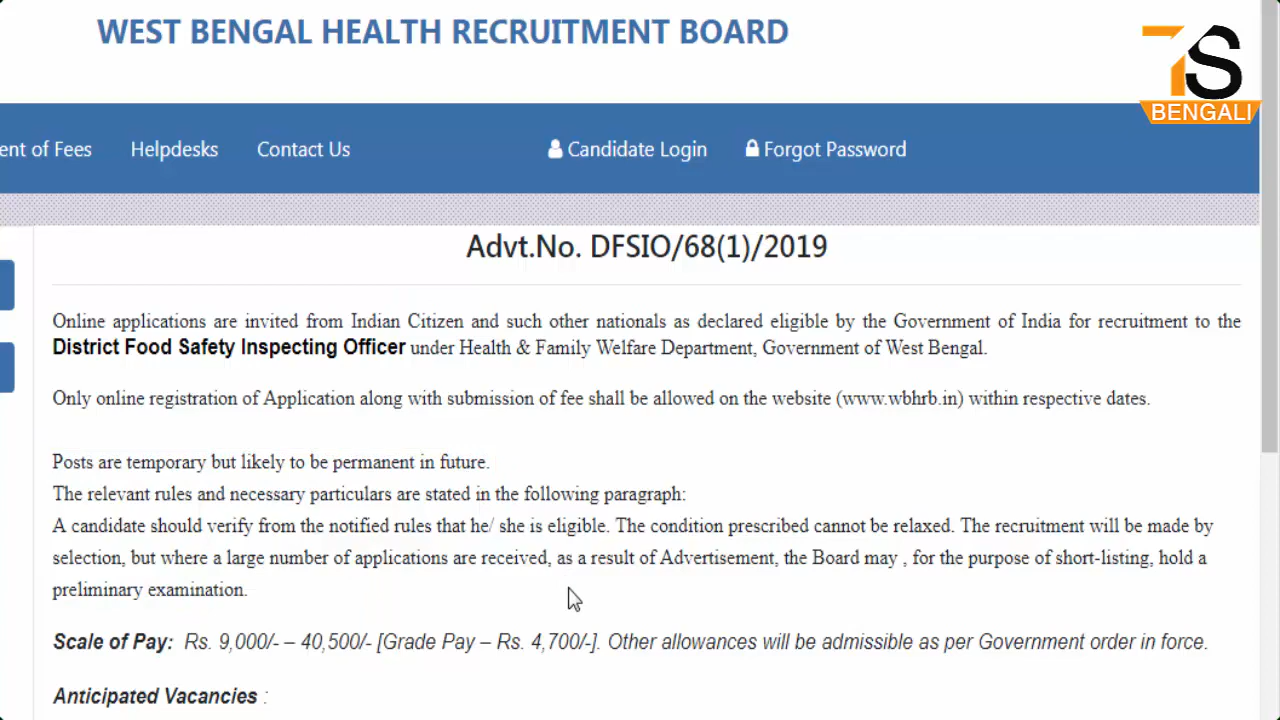 WEST BENGAL HEALTH RECRUITMENT BOARD
7S
BENGALI
ent of Fees Helpdesks Contact Us Candidate Login Forgot Password
Advt.No. DFSIO/68(1)/2019
Online applications are invited from Indian Citizen and such other nationals as declared eligible by the Government of India for recruitment to the
District Food Safety Inspecting Officer under Health & Family Welfare Department, Government of West Bengal.
Only online registration of Application along with submission of fee shall be allowed on the website (www.wbhrb.in) within respective dates.
Posts are temporary but likely to be permanent in future.
The relevant rules and necessary particulars are stated in the following paragraph:
A candidate should verify from the notified rules that he/ she is eligible. The condition prescribed cannot be relaxed. The recruitment will be made by
selection, but where a large number of applications are received, as a result of Advertisement, the Board may , for the purpose of short-listing, hold a
preliminary examination.
Scale of Pay: Rs. 9,000/- – 40,500/- [Grade Pay – Rs. 4,700/-]. Other allowances will be admissible as per Government order in force.
Anticipated Vacancies :